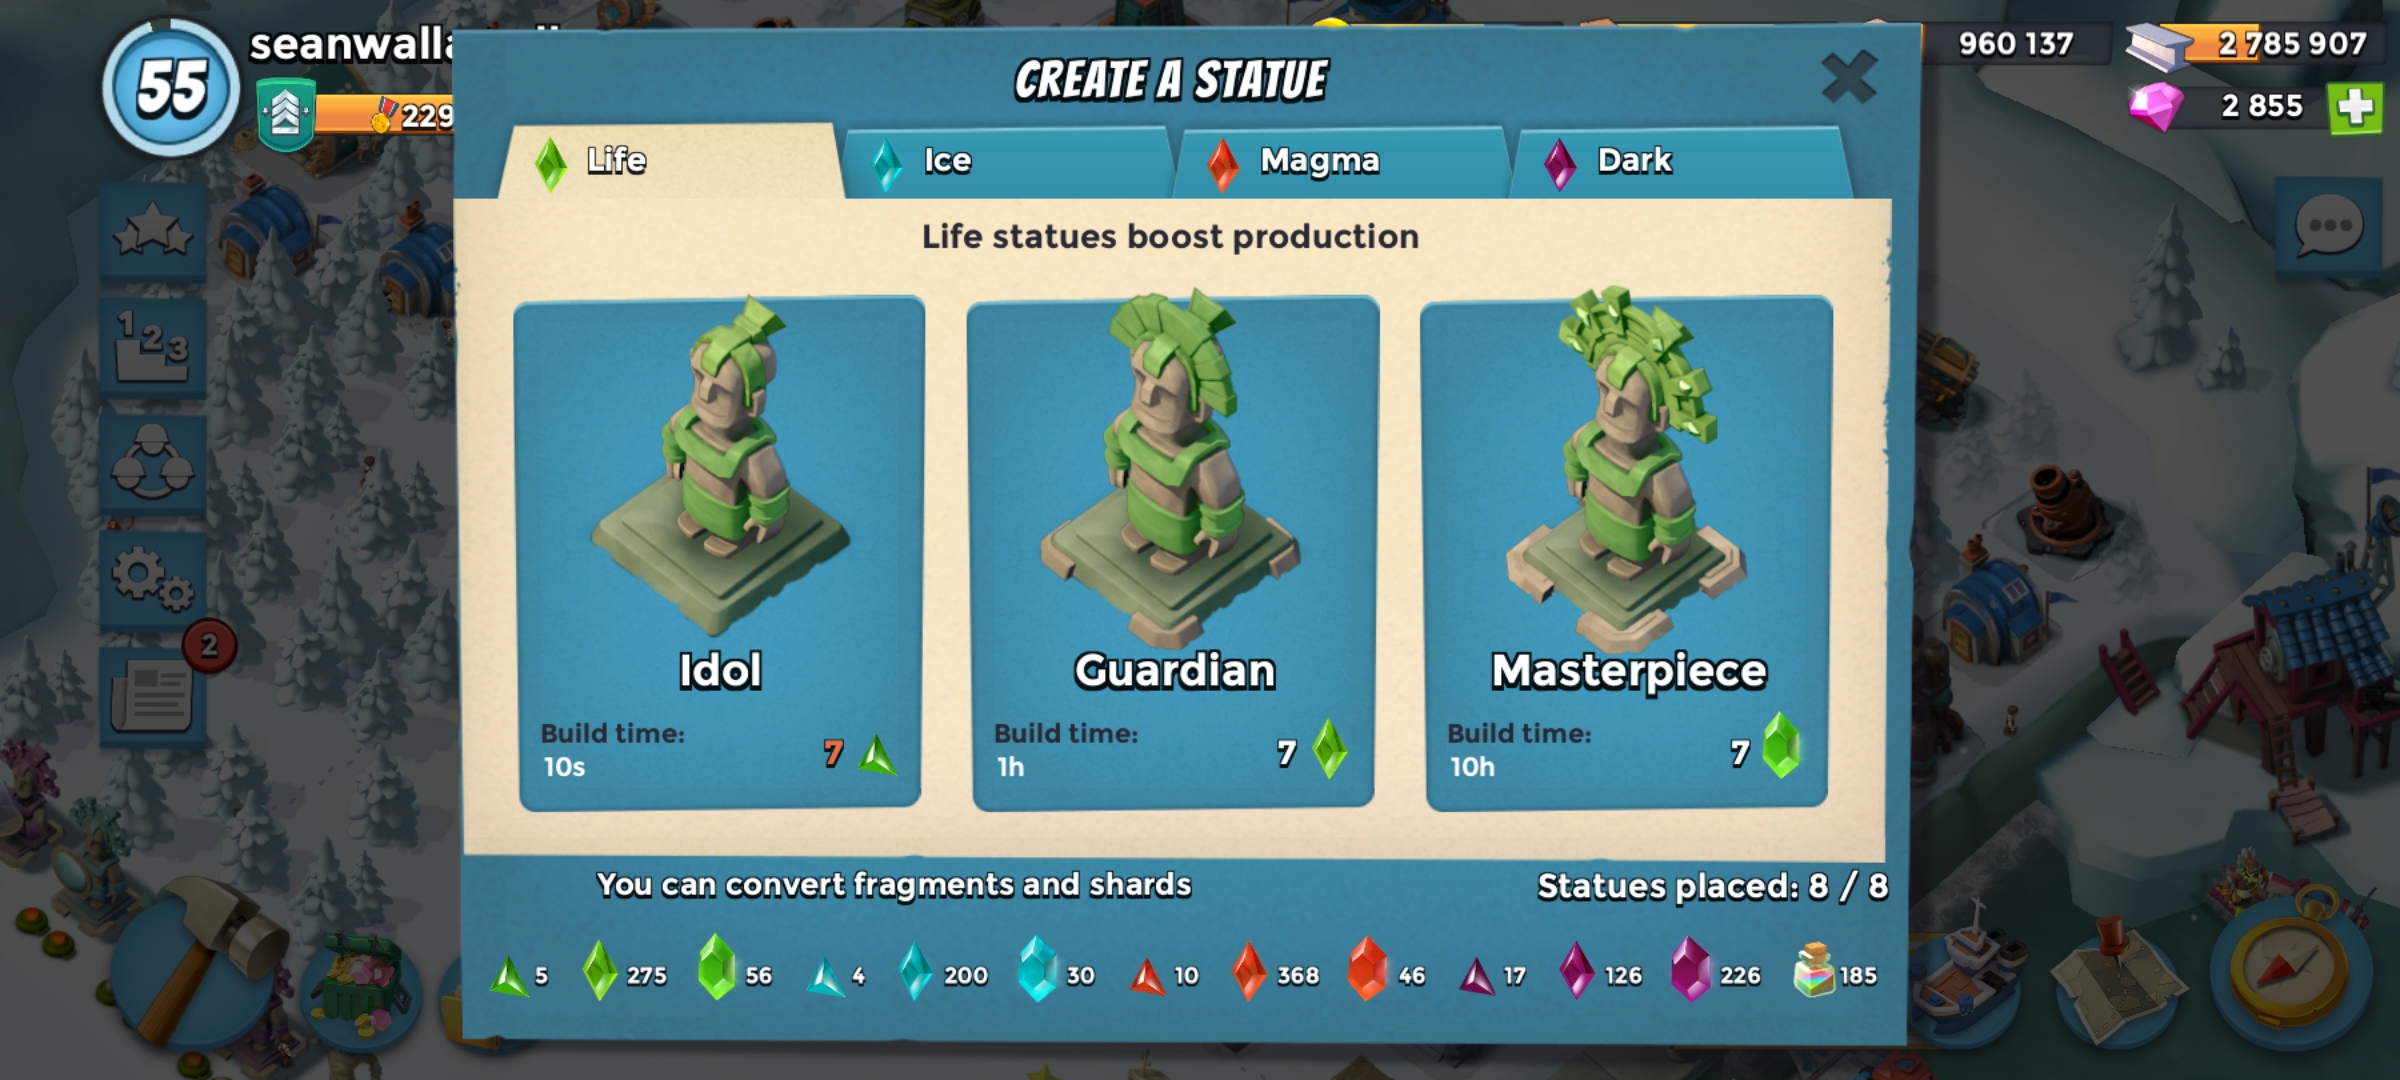 55
229
960 137
2 785 907
2 855
CREATE A STATUE
Life
Ice
Magma
Dark
Life statues boost production
1 2 3
2
Idol
Build time:
10s
7
Guardian
Build time:
1h
7
Masterpiece
Build time:
10h
7
You can convert fragments and shards
Statues placed: 8 / 8
5
275
56
4
200
30
10
368
46
17
126
226
185